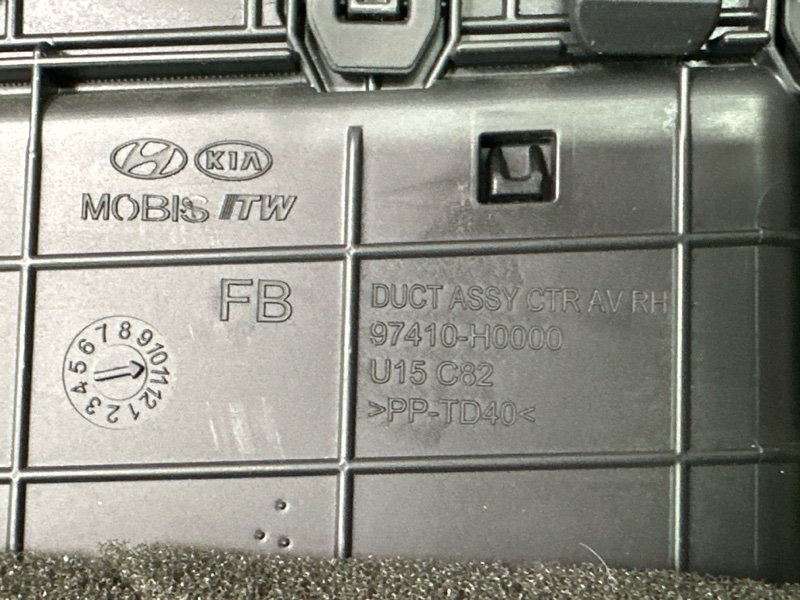 KIA
MOBIS ITW
FB
DUCT ASSY CTR AV RH
97410-H0000
U15 C82
>PP-TD40<
1 2 3 4 5 6 7 8 9 10 11 12